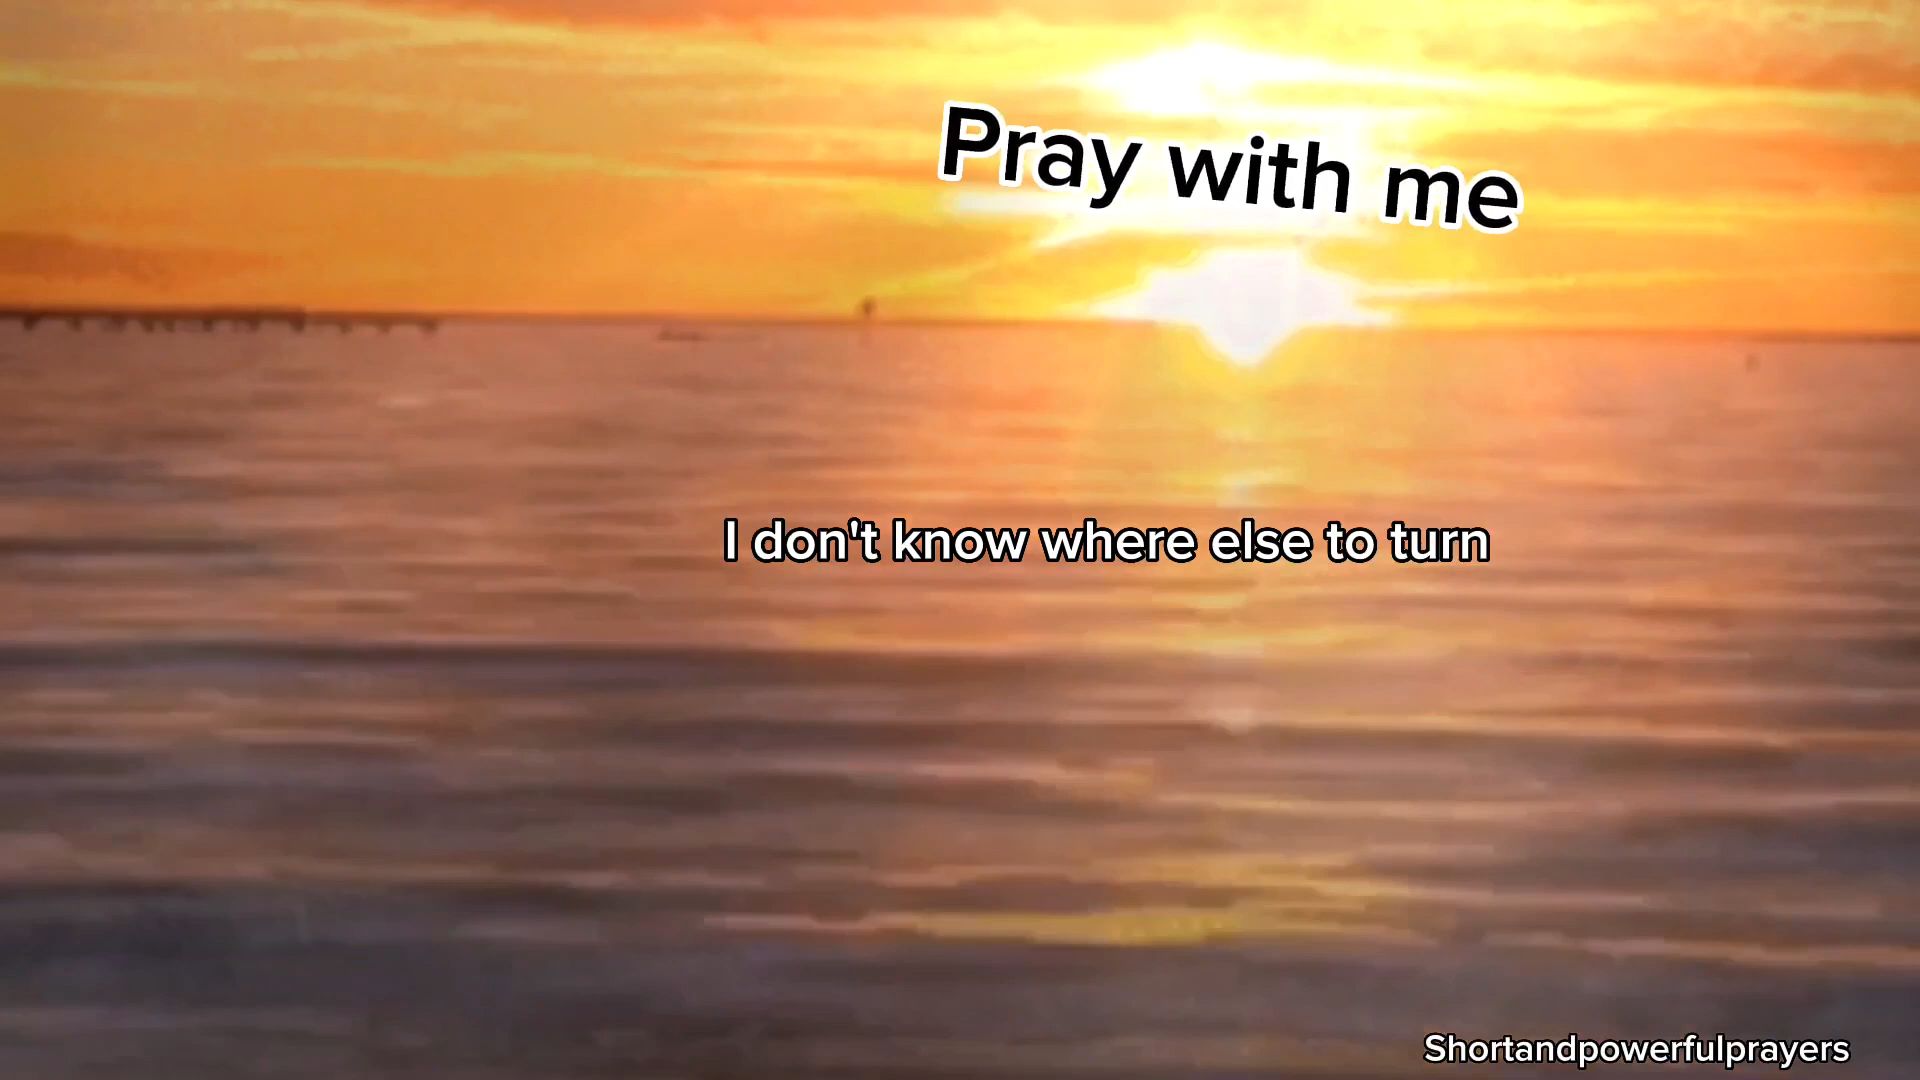 Pray with me
I don't know where else to turn
Shortandpowerfulprayers